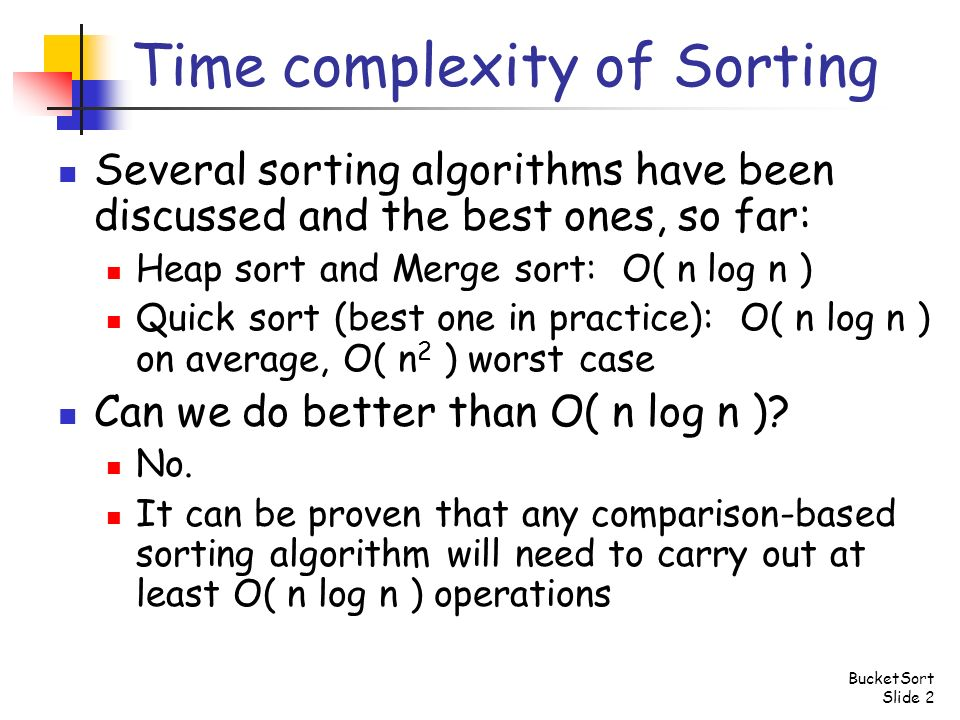 Time complexity of Sorting
Several sorting algorithms have been
discussed and the best ones, so far:
Heap sort and Merge sort: O( n log n )
Quick sort (best one in practice): O( n log n )
on average, O( n² ) worst case
Can we do better than O( n log n )?
No.
It can be proven that any comparison-based
sorting algorithm will need to carry out at
least O( n log n ) operations
BucketSort
Slide 2